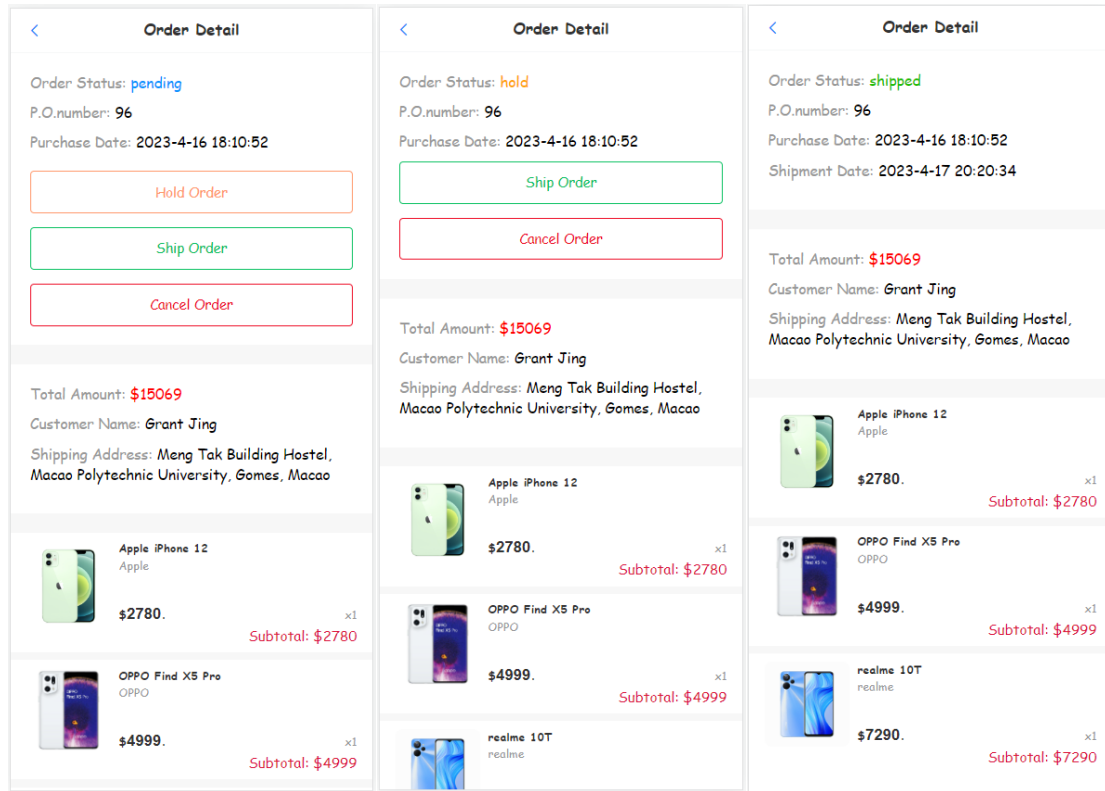 Order Detail
Order Status: pending
P.O.number: 96
Purchase Date: 2023-4-16 18:10:52
Hold Order
Ship Order
Cancel Order
Total Amount: $15069
Customer Name: Grant Jing
Shipping Address: Meng Tak Building Hostel,
Macao Polytechnic University, Gomes, Macao
Apple iPhone 12
Apple
$2780.
x1
Subtotal: $2780
OPPO Find X5 Pro
OPPO
$4999.
x1
Subtotal: $4999
Order Detail
Order Status: hold
P.O.number: 96
Purchase Date: 2023-4-16 18:10:52
Ship Order
Cancel Order
Total Amount: $15069
Customer Name: Grant Jing
Shipping Address: Meng Tak Building Hostel,
Macao Polytechnic University, Gomes, Macao
Apple iPhone 12
Apple
$2780.
x1
Subtotal: $2780
OPPO Find X5 Pro
OPPO
$4999.
x1
Subtotal: $4999
realme 10T
realme
Order Detail
Order Status: shipped
P.O.number: 96
Purchase Date: 2023-4-16 18:10:52
Shipment Date: 2023-4-17 20:20:34
Total Amount: $15069
Customer Name: Grant Jing
Shipping Address: Meng Tak Building Hostel,
Macao Polytechnic University, Gomes, Macao
Apple iPhone 12
Apple
$2780.
x1
Subtotal: $2780
OPPO Find X5 Pro
OPPO
$4999.
x1
Subtotal: $4999
realme 10T
realme
$7290.
x1
Subtotal: $7290